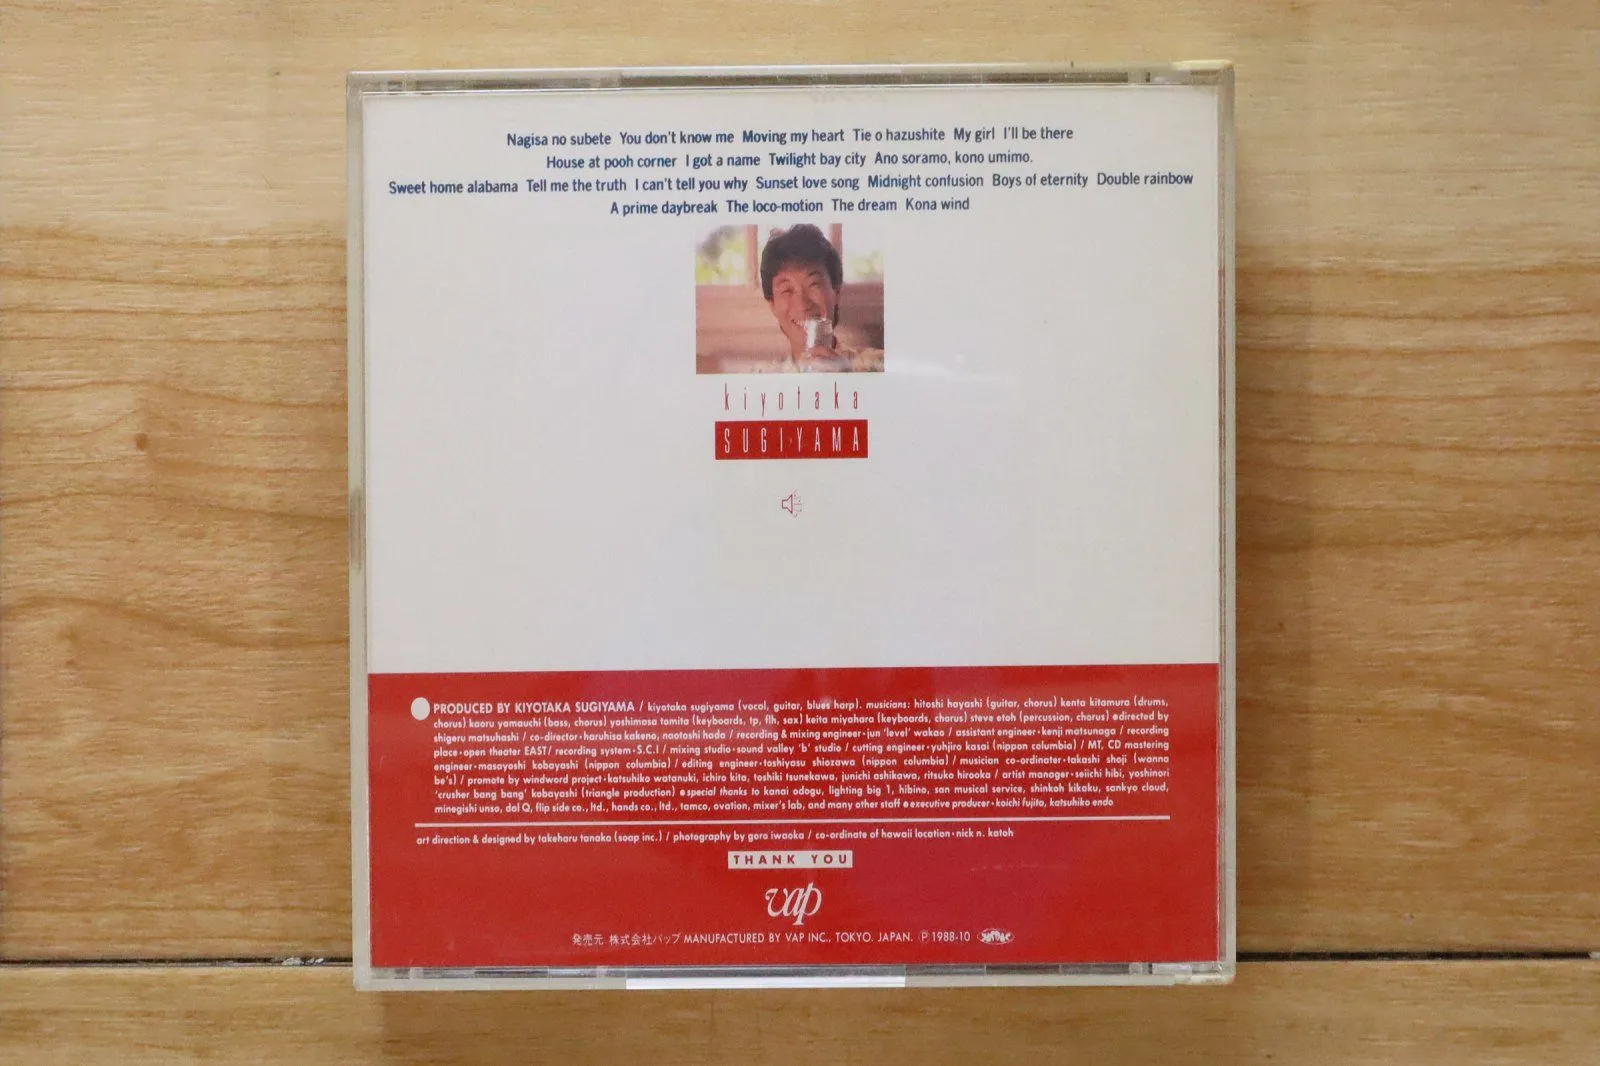 Nagisa no subete You don't know me Moving my heart Tie o hazushite My girl I'll be there
House at pooh corner I got a name Twilight bay city Ano soramo, kono umimo.
Sweet home alabama Tell me the truth I can't tell you why Sunset love song Midnight confusion Boys of eternity Double rainbow
A prime daybreak The loco-motion The dream Kona wind
kiyotaka
SUGIYAMA
PRODUCED BY KIYOTAKA SUGIYAMA / kiyotaka sugiyama (vocal, guitar, blues harp). musicians: hitoshi hayashi (guitar, chorus) kenta kitamura (drums,
chorus) kaoru yamauchi (bass, chorus) yoshimasa tomita (keyboards, tp, flh, sax) keita miyahara (keyboards, chorus) steve etoh (percussion, chorus) ●directed by
shigeru matsuhashi / co-director•haruhisa kakeno, naotoshi hada / recording & mixing engineer•jun 'level' wakao / assistant engineer•kenji matsunaga / recording
place•open theater EAST/ recording system•S.C.I / mixing studio•sound valley 'b' studio / cutting engineer•yuhjiro kasai (nippon columbia) / MT, CD mastering
engineer•masayoshi kobayashi (nippon columbia) / editing engineer•toshiyasu shiozawa (nippon columbia) / musician co-ordinater•takashi shoji (wanna
be's) / promote by windword project•katsuhiko watanuki, ichiro kita, toshiki tsunekawa, junichi ashikawa, ritsuko hirooka / artist manager•seiichi hibi, yoshinori
'crusher bang bang' kobayashi (triangle production) ●special thanks to kanai odogu, lighting big 1, hibino, san musical service, shinkoh kikaku, sankyo cloud,
minegishi unso, dal Q, flip side co., ltd., hands co., ltd., tamco, ovation, mixer's lab, and many other staff ●executive producer•koichi fujita, katsuhiko endo
art direction & designed by takeharu tanaka (soap inc.) / photography by goro iwaoka / co-ordinate of hawaii location•nick n. katoh
THANK YOU
vap
発売元 株式会社バップ MANUFACTURED BY VAP INC., TOKYO. JAPAN. Ⓟ1988-10